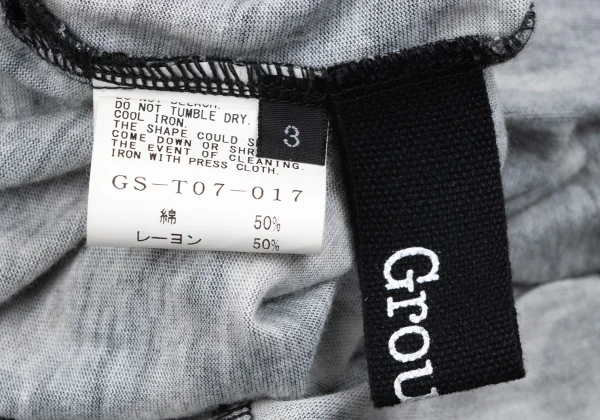 DO NOT BLEACH.
DO NOT TUMBLE DRY.
COOL IRON.
THE SHAPE COULD
COME DOWN OR
THE EVENT OF CLEANING.
IRON WITH PRESS CLOTH.
GS-T07-017
綿 50%
レーヨン 50%
3
Grou